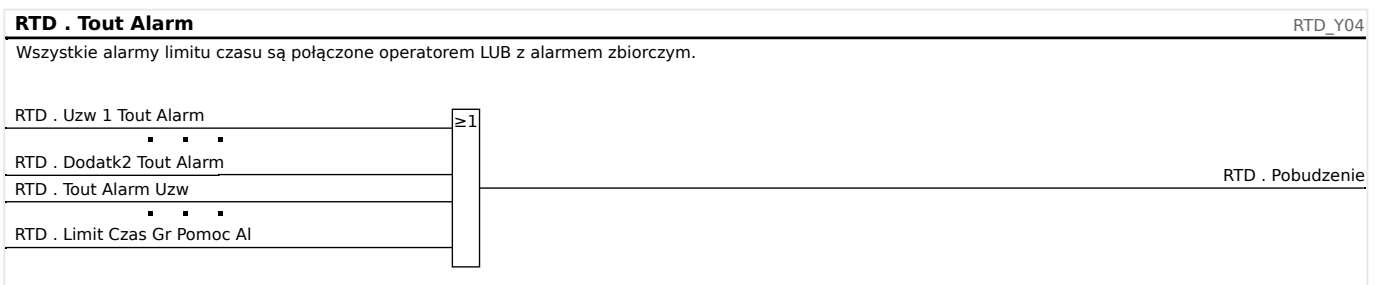 RTD . Tout Alarm
RTD_Y04
Wszystkie alarmy limitu czasu są połączone operatorem LUB z alarmem zbiorczym.
RTD . Uzw 1 Tout Alarm
≥1
RTD . Dodatk2 Tout Alarm
RTD . Pobudzenie
RTD . Tout Alarm Uzw
RTD . Limit Czas Gr Pomoc Al